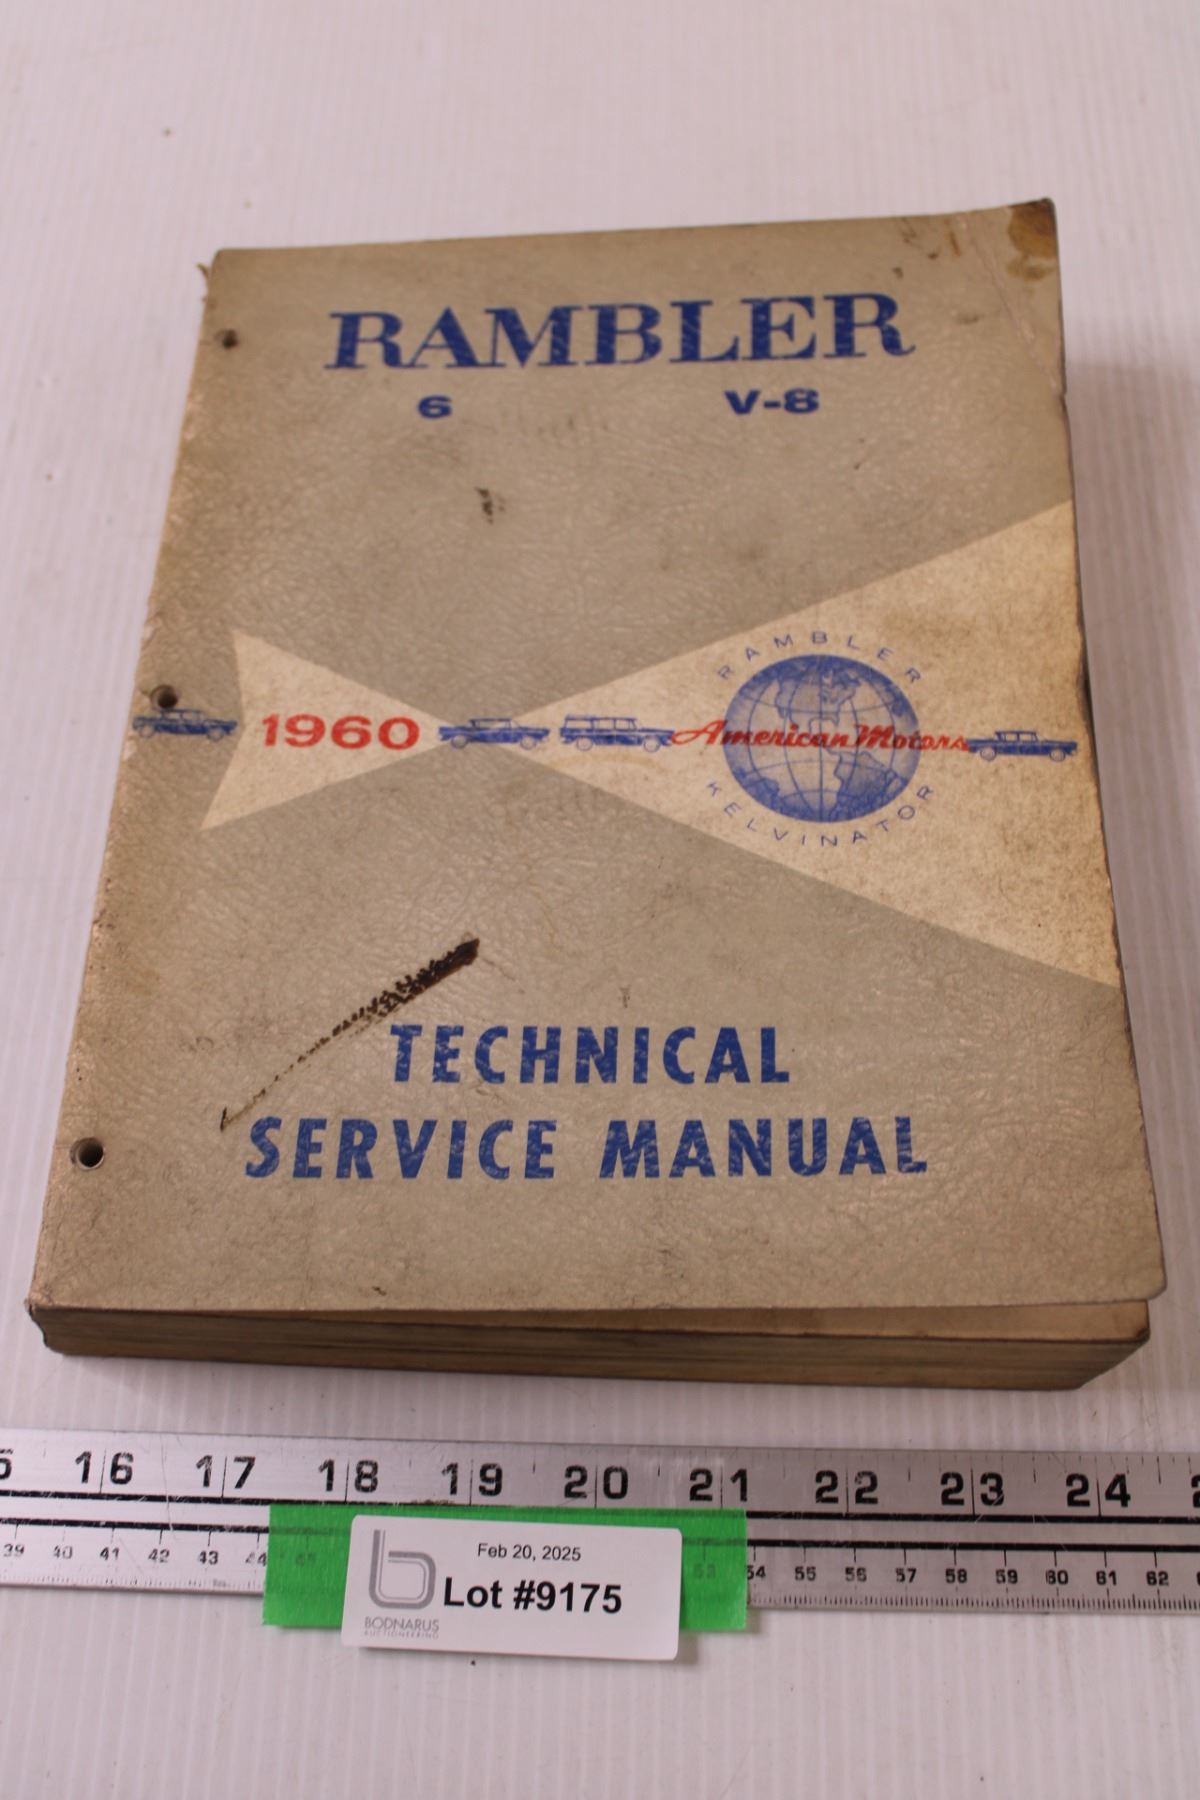 RAMBLER
6 V-8
1960
RAMBLER
American Motors
KELVINATOR
TECHNICAL
SERVICE MANUAL
16 17 18 19 20 21 22 23 24
39 40 41 42 43 44 53 54 55 56 57 58 59 60 61 62
Feb 20, 2025
Lot #9175
BODNARUS
AUCTIONEERING